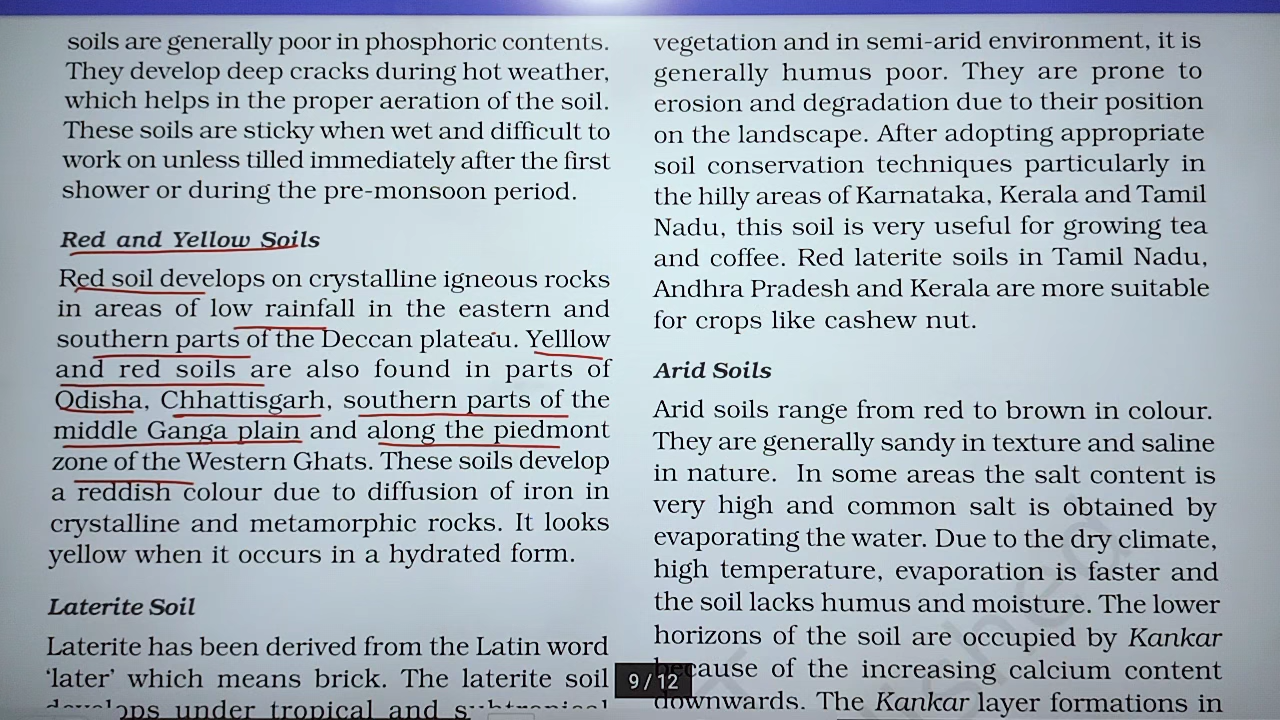 soils are generally poor in phosphoric contents.
They develop deep cracks during hot weather,
which helps in the proper aeration of the soil.
These soils are sticky when wet and difficult to
work on unless tilled immediately after the first
shower or during the pre-monsoon period.
Red and Yellow Soils
Red soil develops on crystalline igneous rocks
in areas of low rainfall in the eastern and
southern parts of the Deccan plateau. Yelllow
and red soils are also found in parts of
Odisha, Chhattisgarh, southern parts of the
middle Ganga plain and along the piedmont
zone of the Western Ghats. These soils develop
a reddish colour due to diffusion of iron in
crystalline and metamorphic rocks. It looks
yellow when it occurs in a hydrated form.
Laterite Soil
Laterite has been derived from the Latin word
‘later’ which means brick. The laterite soil
under tropical and
vegetation and in semi-arid environment, it is
generally humus poor. They are prone to
erosion and degradation due to their position
on the landscape. After adopting appropriate
soil conservation techniques particularly in
the hilly areas of Karnataka, Kerala and Tamil
Nadu, this soil is very useful for growing tea
and coffee. Red laterite soils in Tamil Nadu,
Andhra Pradesh and Kerala are more suitable
for crops like cashew nut.
Arid Soils
Arid soils range from red to brown in colour.
They are generally sandy in texture and saline
in nature. In some areas the salt content is
very high and common salt is obtained by
evaporating the water. Due to the dry climate,
high temperature, evaporation is faster and
the soil lacks humus and moisture. The lower
horizons of the soil are occupied by Kankar
because of the increasing calcium content
downwards. The Kankar layer formations in
9 / 12